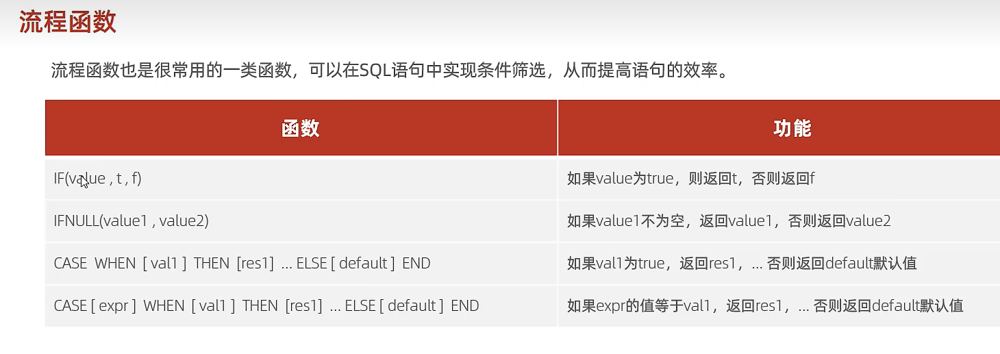 流程函数
流程函数也是很常用的一类函数，可以在SQL语句中实现条件筛选，从而提高语句的效率。
函数 功能
IF(value , t , f) 如果value为true，则返回t，否则返回f
IFNULL(value1 , value2) 如果value1不为空，返回value1，否则返回value2
CASE WHEN [ val1 ] THEN [res1] ... ELSE [ default ] END 如果val1为true，返回res1，... 否则返回default默认值
CASE [ expr ] WHEN [ val1 ] THEN [res1] ... ELSE [ default ] END 如果expr的值等于val1，返回res1，... 否则返回default默认值